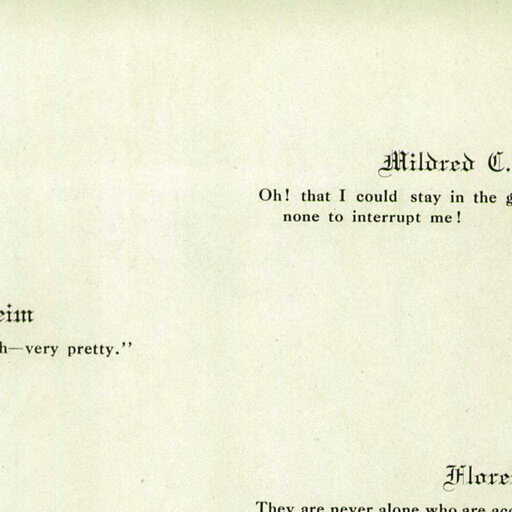 Mildred C.
Oh! that I could stay in the g
none to interrupt me!
eim
h—very pretty."
Flore
They are never alone who are acc